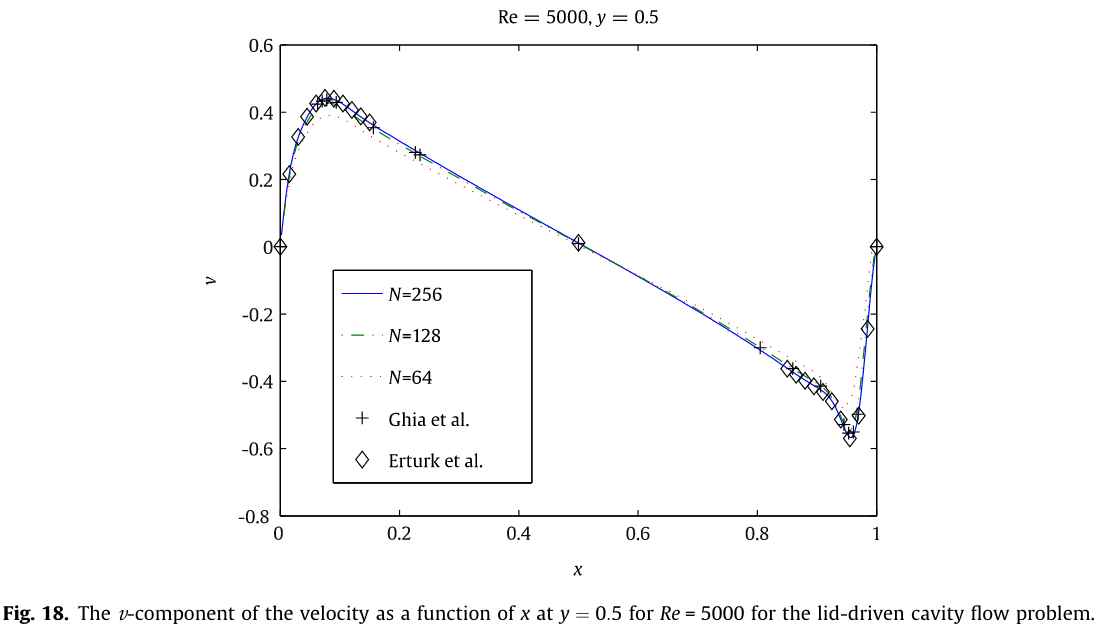 Re = 5000, y = 0.5
0.6
0.4
0.2
0
-0.2
-0.4
-0.6
-0.8
v
N=256
N=128
N=64
Ghia et al.
Erturk et al.
0 0.2 0.4 0.6 0.8 1
x
Fig. 18. The v-component of the velocity as a function of x at y = 0.5 for Re = 5000 for the lid-driven cavity flow problem.